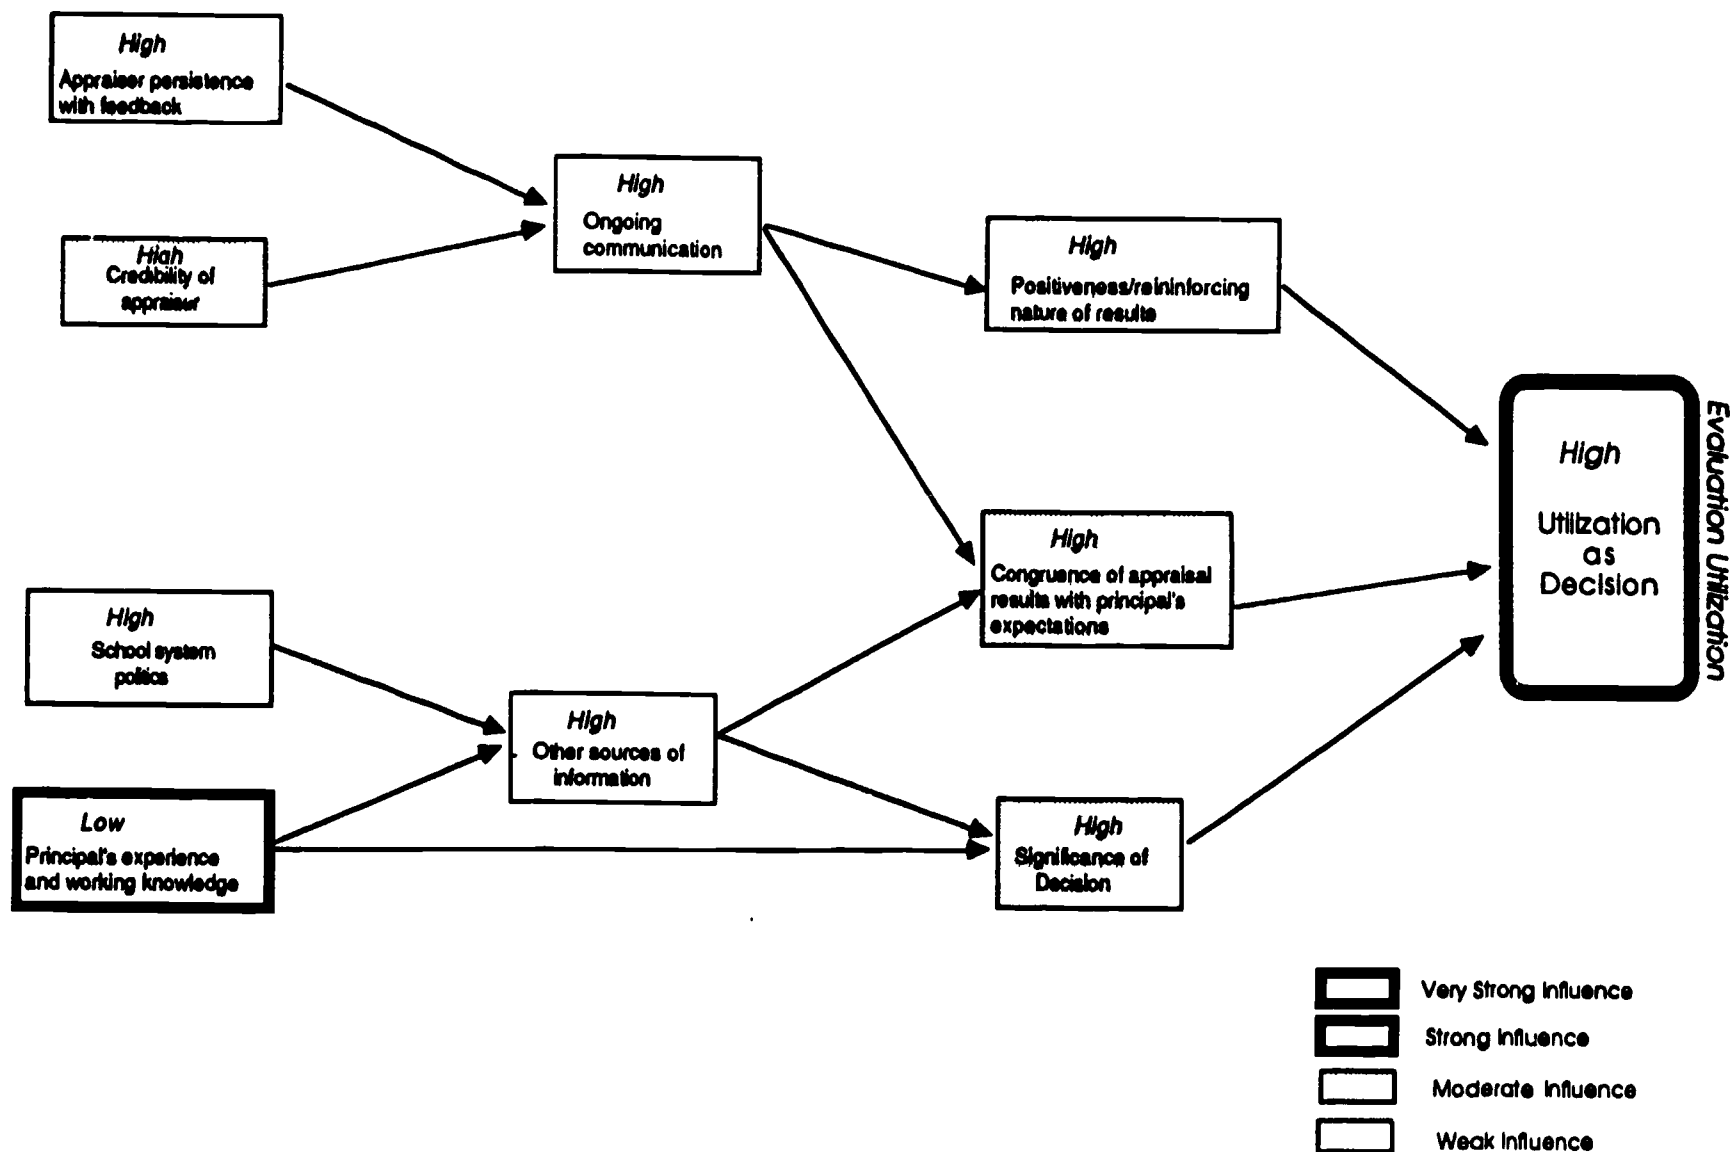 High
Appraiser persistence
with feedback
High
Credibility of
appraiser
High
Ongoing
communication
High
Positiveness/reininforcing
nature of results
High
School system
politics
Low
Principal's experience
and working knowledge
High
Other sources of
information
High
Congruence of appraisal
results with principal's
expectations
High
Significance of
Decision
High
Utilization
as
Decision
Evaluation Utilization
Very Strong Influence
Strong Influence
Moderate Influence
Weak Influence